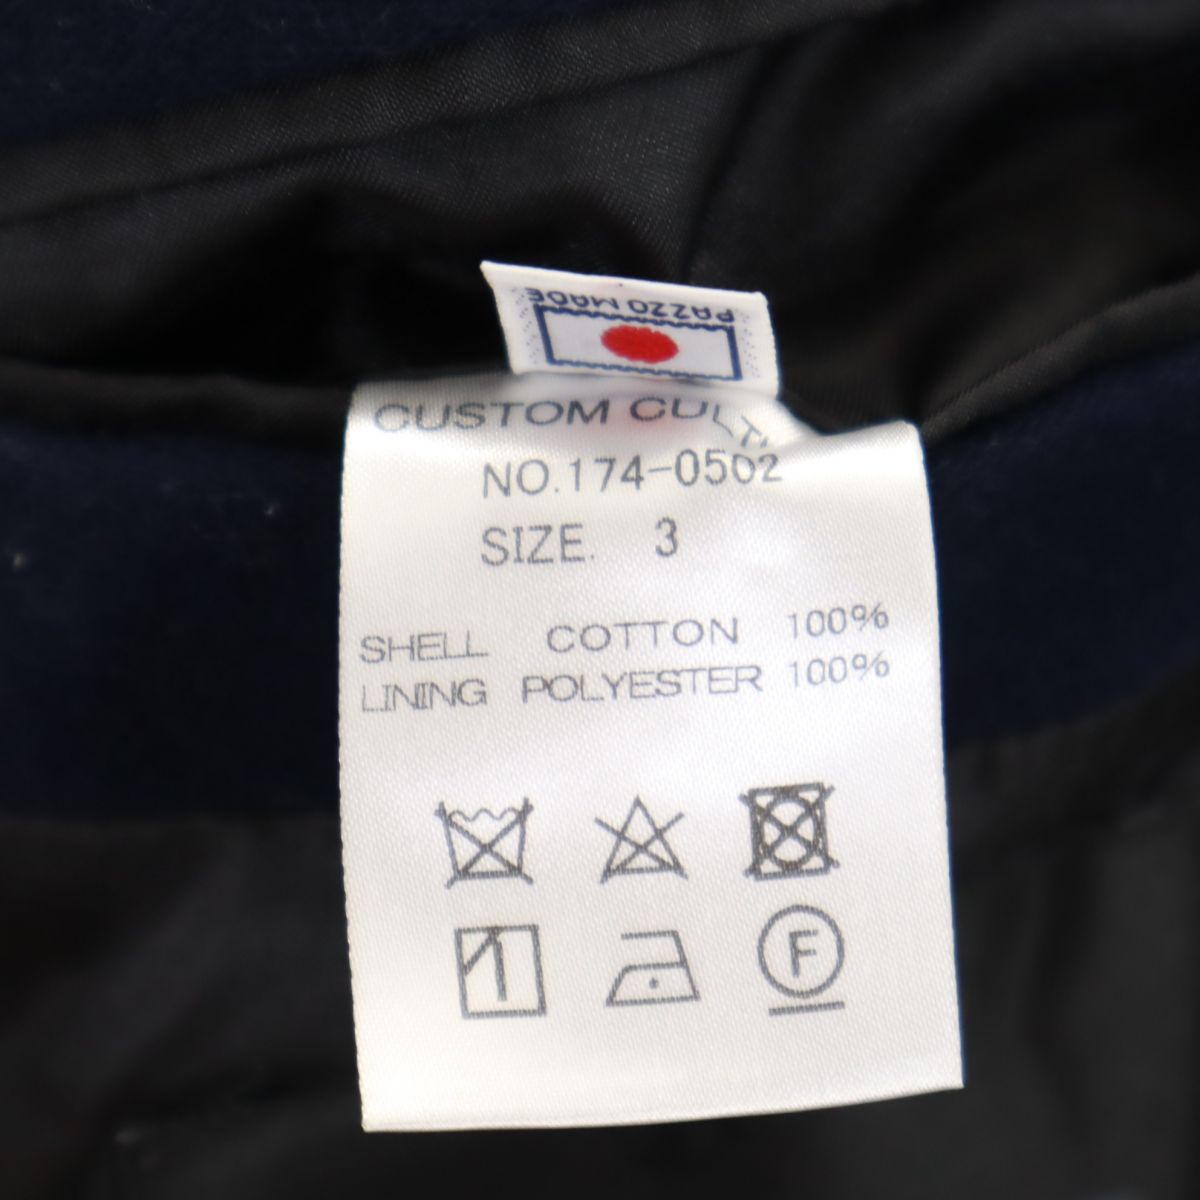 PAZZO MADE
CUSTOM CULT
NO.174-0502
SIZE. 3
SHELL COTTON 100%
LINING POLYESTER 100%
F